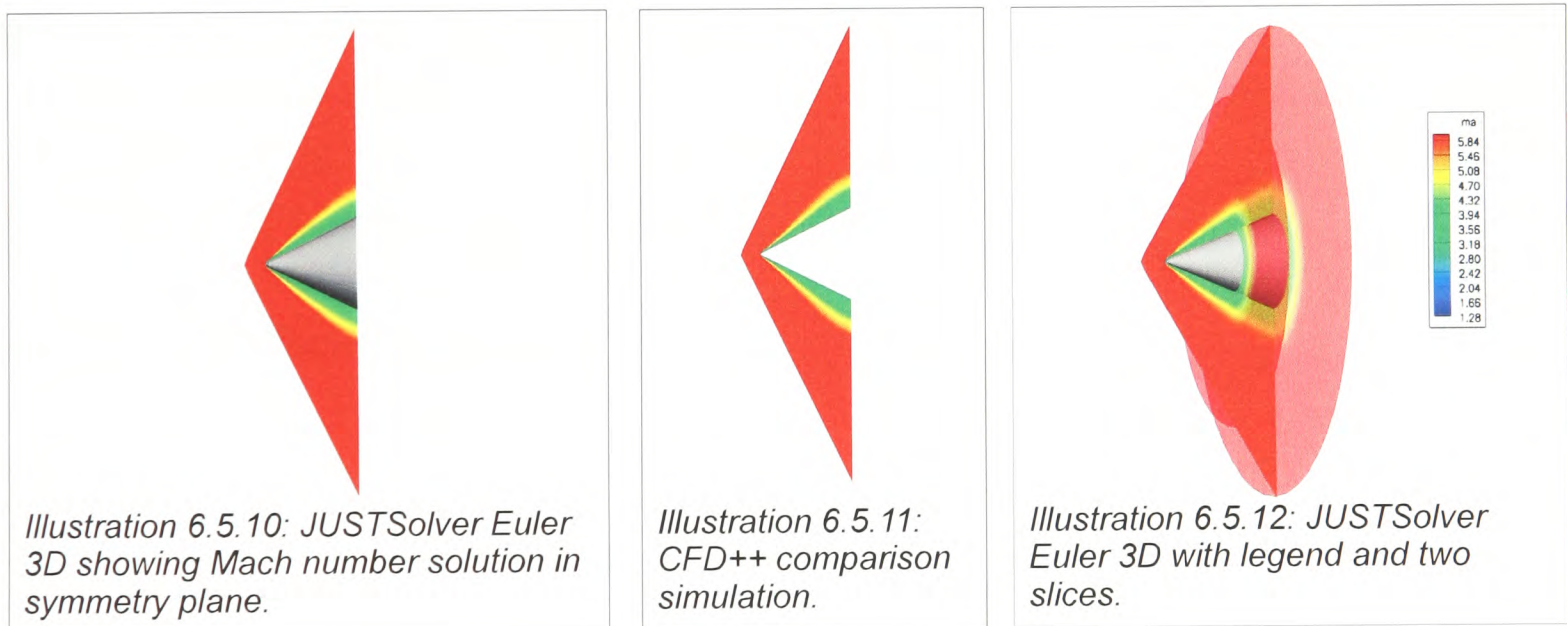 Illustration 6.5.10: JUSTSolver Euler
3D showing Mach number solution in
symmetry plane.
Illustration 6.5.11:
CFD++ comparison
simulation.
ma
5.84
5.46
5.08
4.70
4.32
3.94
3.56
3.18
2.80
2.42
2.04
1.66
1.28
Illustration 6.5.12: JUSTSolver
Euler 3D with legend and two
slices.